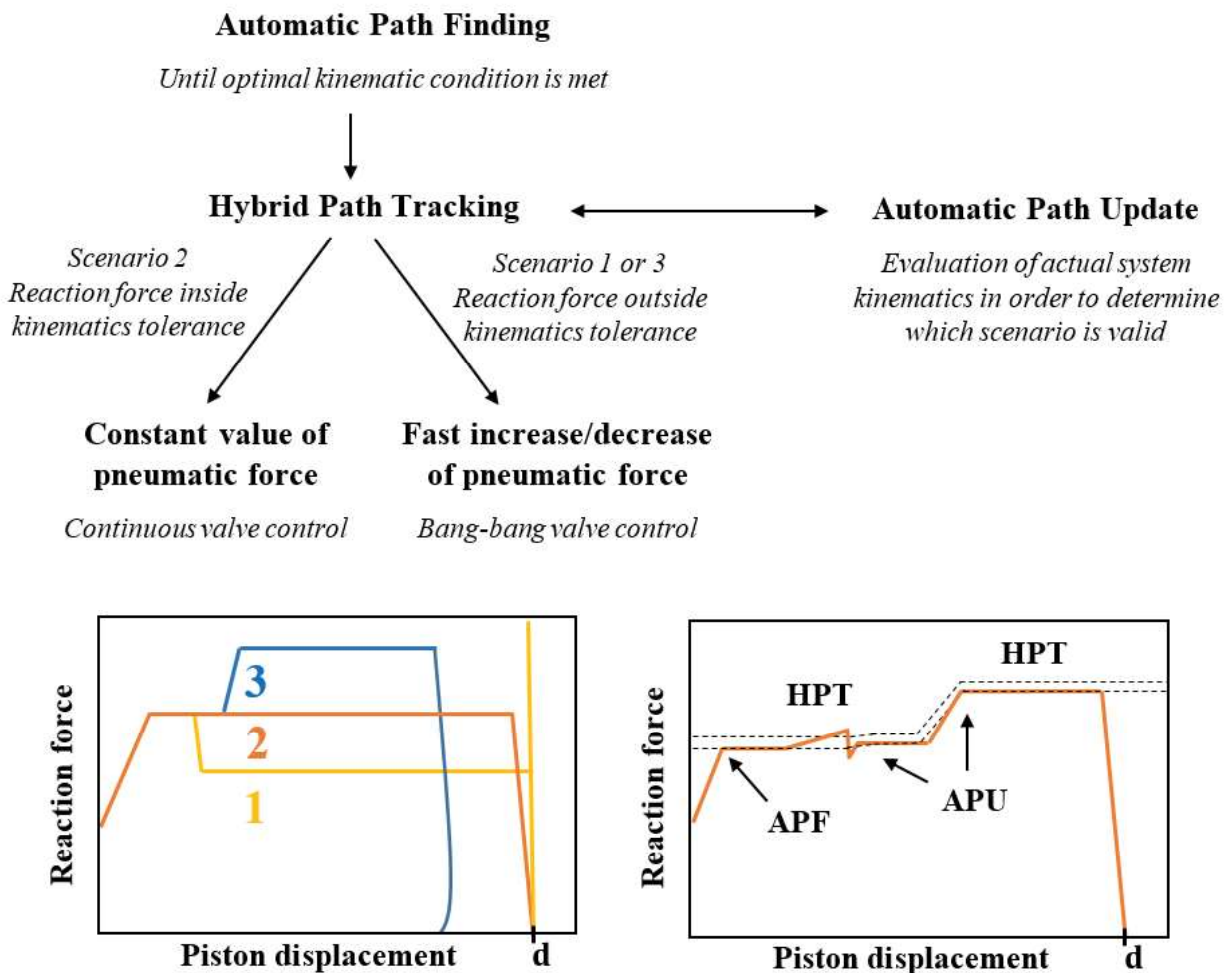 Automatic Path Finding
Until optimal kinematic condition is met
Hybrid Path Tracking
Automatic Path Update
Scenario 2
Reaction force inside
kinematics tolerance
Scenario 1 or 3
Reaction force outside
kinematics tolerance
Evaluation of actual system
kinematics in order to determine
which scenario is valid
Constant value of
pneumatic force
Continuous valve control
Fast increase/decrease
of pneumatic force
Bang-bang valve control
Reaction force
3
2
1
Piston displacement
d
Reaction force
HPT
HPT
APU
APF
Piston displacement
d